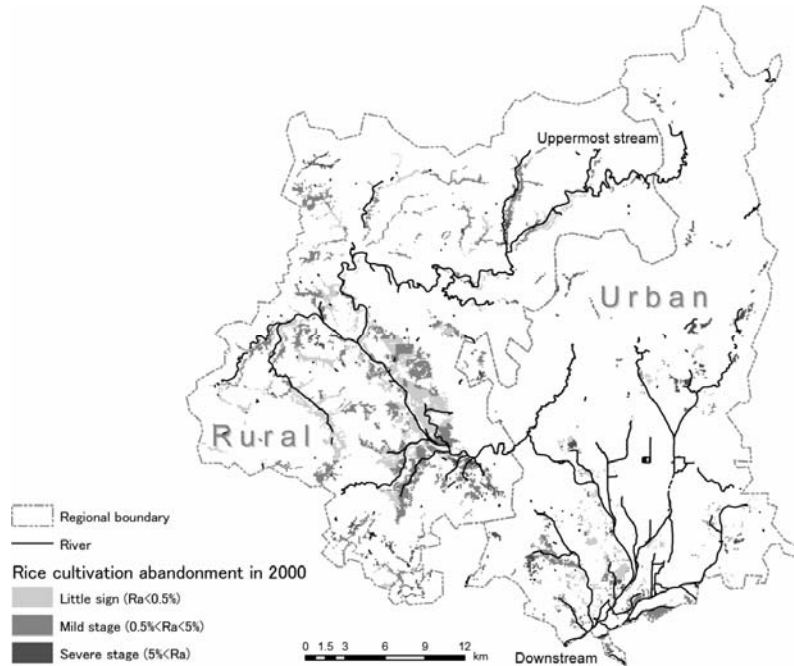 Uppermost stream
Urban
Rural
Regional boundary
River
Rice cultivation abandonment in 2000
Little sign (Ra<0.5%)
Mild stage (0.5%<Ra<5%)
Severe stage (5%<Ra)
0 1.5 3 6 9 12
km
Downstream